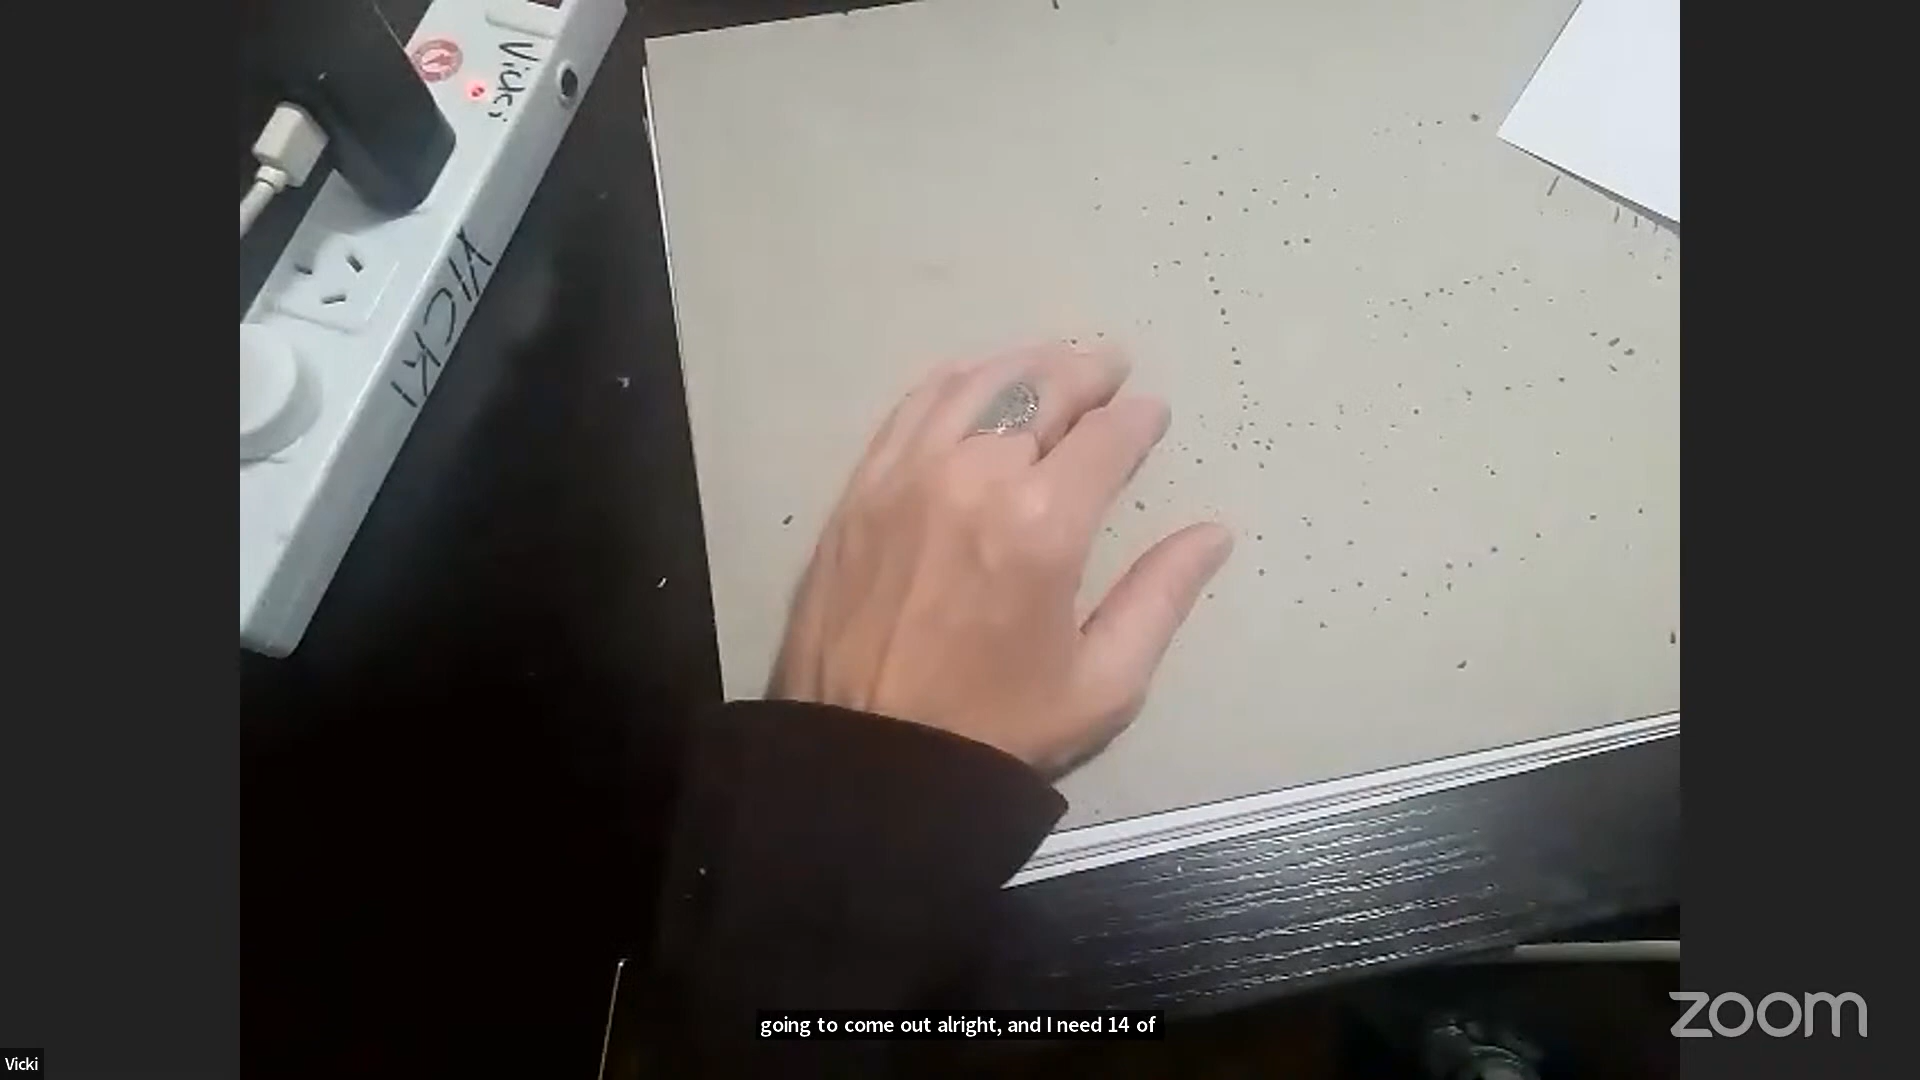 Vicki
VICKI
going to come out alright, and I need 14 of
zoom
Vicki